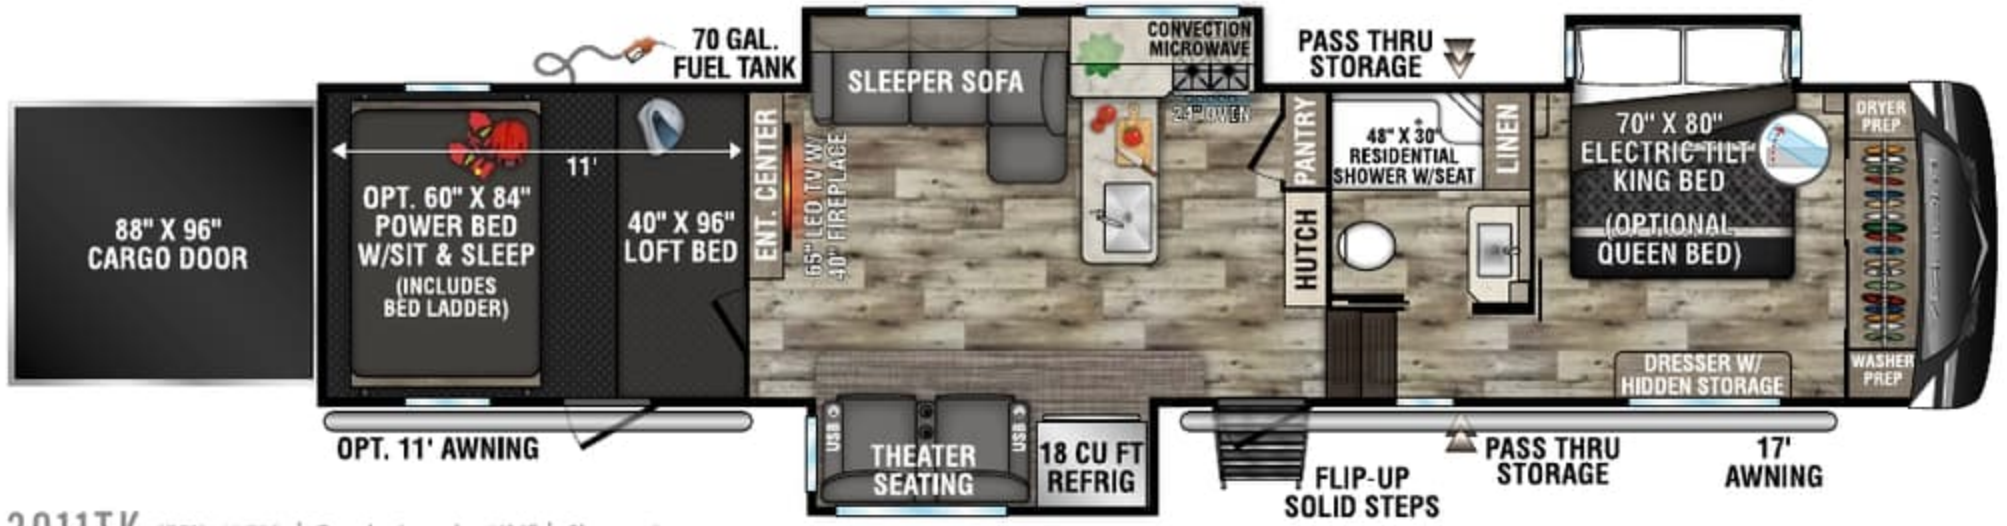 70 GAL.
FUEL TANK
SLEEPER SOFA
CONVECTION
MICROWAVE
24" OVEN
PASS THRU
STORAGE
88" X 96"
CARGO DOOR
11'
OPT. 60" X 84"
POWER BED
W/SIT & SLEEP
(INCLUDES
BED LADDER)
40" X 96"
LOFT BED
ENT. CENTER
65" LED TV W/
40" FIREPLACE
PANTRY
HUTCH
48" X 30"
RESIDENTIAL
SHOWER W/SEAT
LINEN
70" X 80"
ELECTRIC TILT
KING BED
(OPTIONAL
QUEEN BED)
DRYER
PREP
WASHER
PREP
DRESSER W/
HIDDEN STORAGE
OPT. 11' AWNING
USB
THEATER
SEATING
USB
18 CU FT
REFRIG
FLIP-UP
SOLID STEPS
PASS THRU
STORAGE
17'
AWNING